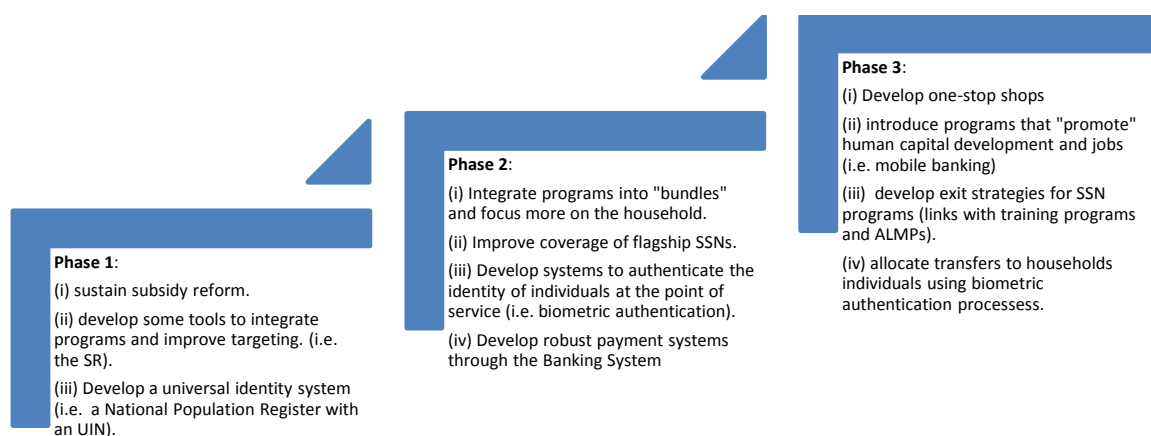 Phase 1:
(i) sustain subsidy reform.
(ii) develop some tools to integrate
programs and improve targeting. (i.e.
the SR).
(iii) Develop a universal identity system
(i.e. a National Population Register with
an UIN).
Phase 2:
(i) Integrate programs into "bundles"
and focus more on the household.
(ii) Improve coverage of flagship SSNs.
(iii) Develop systems to authenticate the
identity of individuals at the point of
service (i.e. biometric authentication).
(iv) Develop robust payment systems
through the Banking System
Phase 3:
(i) Develop one-stop shops
(ii) introduce programs that "promote"
human capital development and jobs
(i.e. mobile banking)
(iii) develop exit strategies for SSN
programs (links with training programs
and ALMPs).
(iv) allocate transfers to households
individuals using biometric
authentication processess.